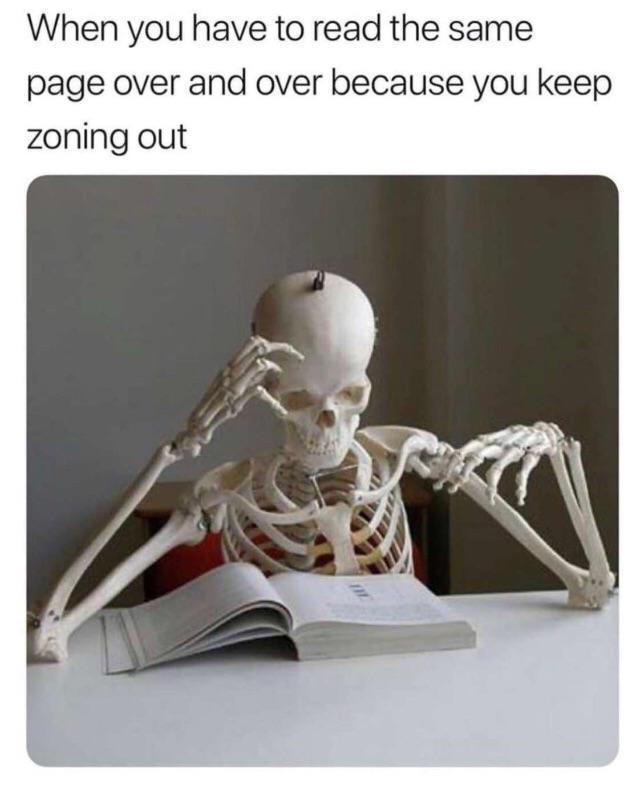 When you have to read the same
page over and over because you keep
zoning out